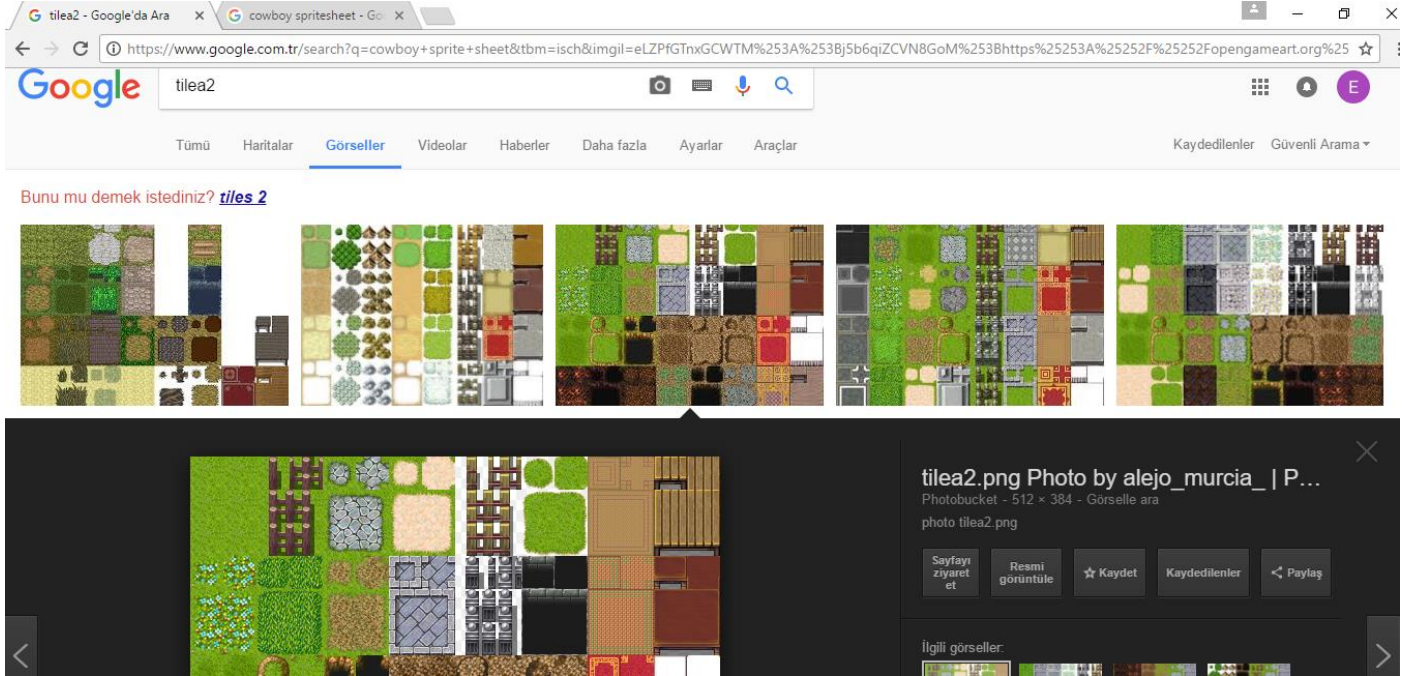 tilea2 - Google'da Ara
cowboy spritesheet - Go
https://www.google.com.tr/search?q=cowboy+sprite+sheet&tbm=isch&imgil=eLZPfGTnxGCWTM%253A%253Bj5b6qiZCVN8GoM%253Bhttps%25253A%25252F%25252Fopengameart.org%25
Google
tilea2
E
Tümü Haritalar Görseller Videolar Haberler Daha fazla Ayarlar Araçlar Kaydedilenler Güvenli Arama
Bunu mu demek istediniz? tiles 2
tilea2.png Photo by alejo_murcia_ | P...
Photobucket - 512 × 384 - Görselle ara
photo tilea2.png
Sayfayı ziyaret et
Resmi görüntüle
Kaydet
Kaydedilenler
Paylaş
İlgili görseller: